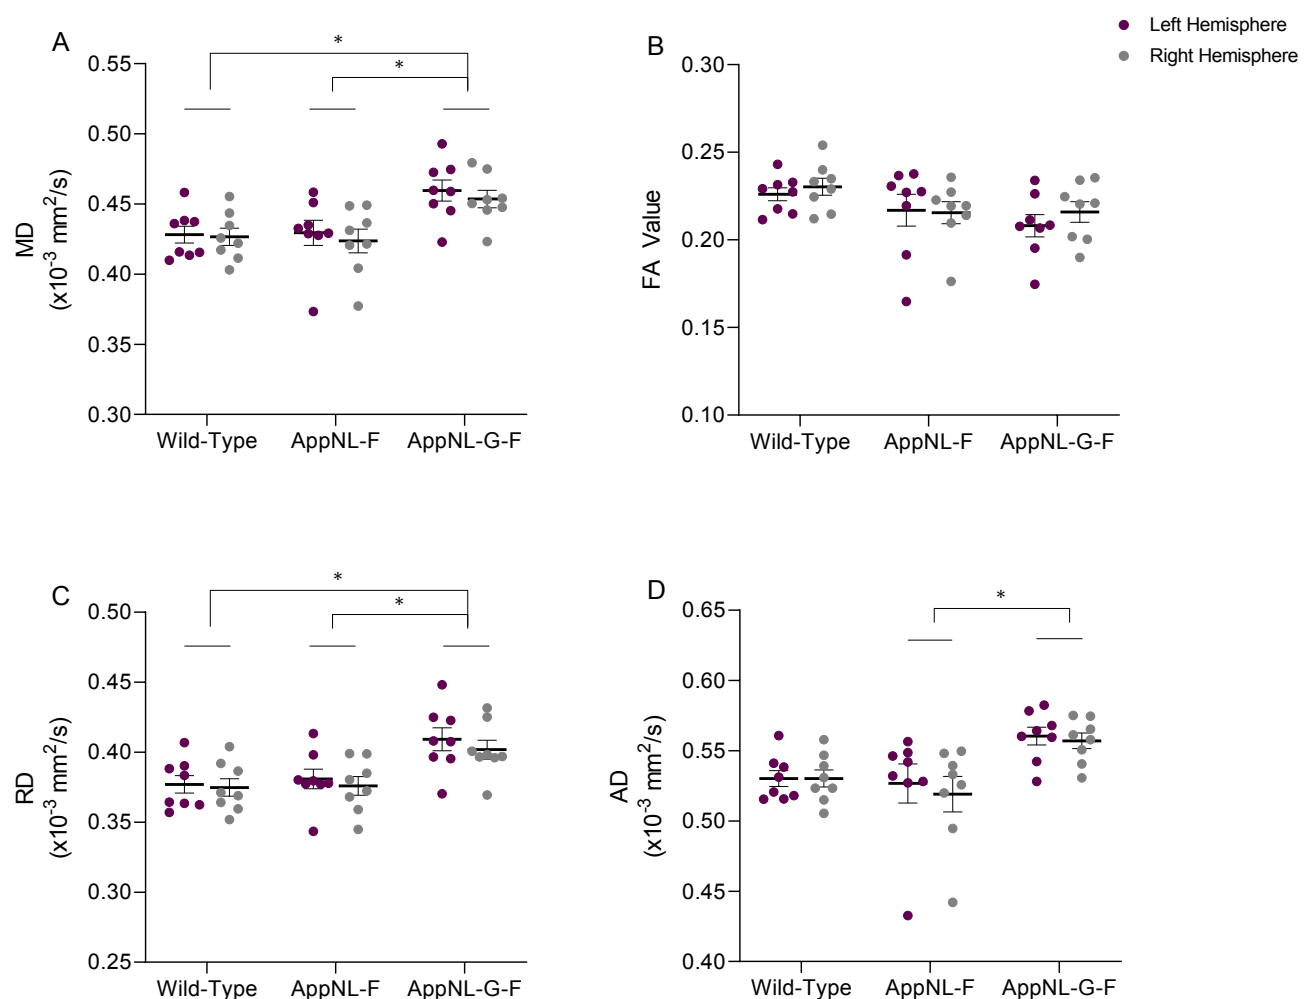 Left Hemisphere
Right Hemisphere
A
*
*
0.55
0.50
0.45
0.40
0.35
0.30
MD
(x10⁻³ mm²/s)
Wild-Type AppNL-F AppNL-G-F
B
0.30
0.25
0.20
0.15
0.10
FA Value
Wild-Type AppNL-F AppNL-G-F
C
*
*
0.50
0.45
0.40
0.35
0.30
0.25
RD
(x10⁻³ mm²/s)
Wild-Type AppNL-F AppNL-G-F
D
*
0.65
0.60
0.55
0.50
0.45
0.40
AD
(x10⁻³ mm²/s)
Wild-Type AppNL-F AppNL-G-F